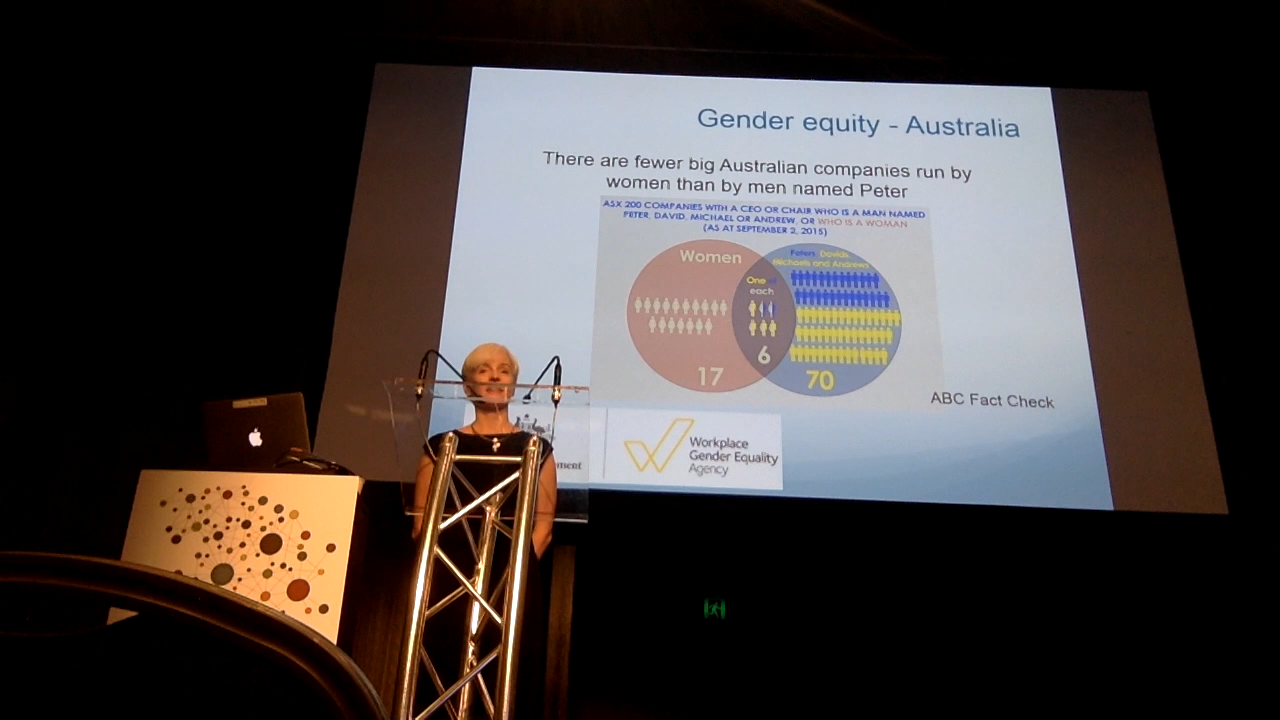 Gender equity - Australia
There are fewer big Australian companies run by
women than by men named Peter
ASX 200 COMPANIES WITH A CEO OR CHAIR WHO IS A MAN NAMED
PETER, DAVID, MICHAEL OR ANDREW, OR WHO IS A WOMAN
(AS AT SEPTEMBER 2, 2015)
Women
Peters, Davids,
Michaels and Andrews
One of
each
6
17
70
ABC Fact Check
Workplace
Gender Equality
Agency